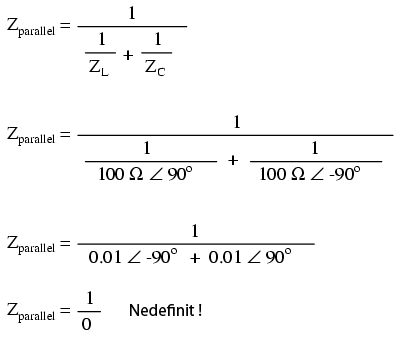 Zparallel = 1
1 + 1
ZL ZC
Zparallel = 1
1 + 1
100 Ω ∠ 90° 100 Ω ∠ -90°
Zparallel = 1
0.01 ∠ -90° + 0.01 ∠ 90°
Zparallel = 1 Nedefinit !
0